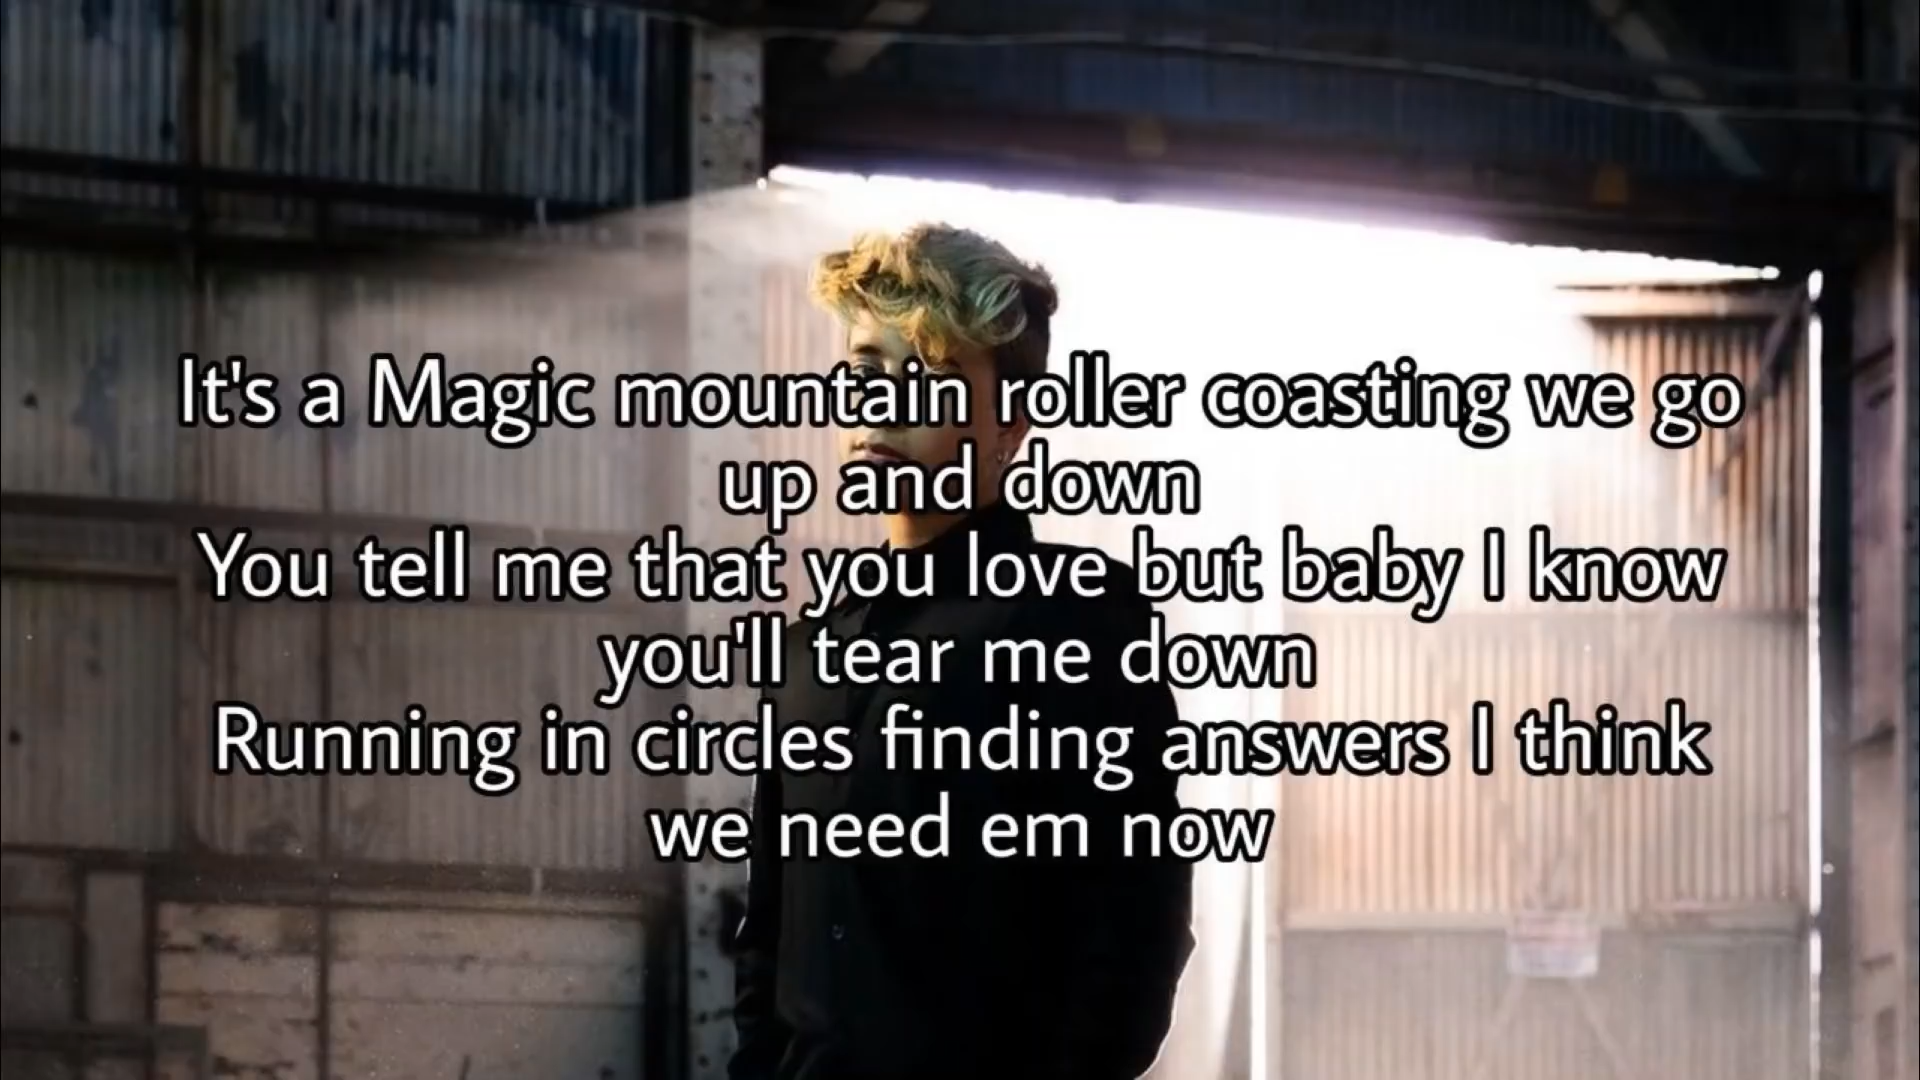 It's a Magic mountain roller coasting we go
up and down
You tell me that you love but baby I know
you'll tear me down
Running in circles finding answers I think
we need em now